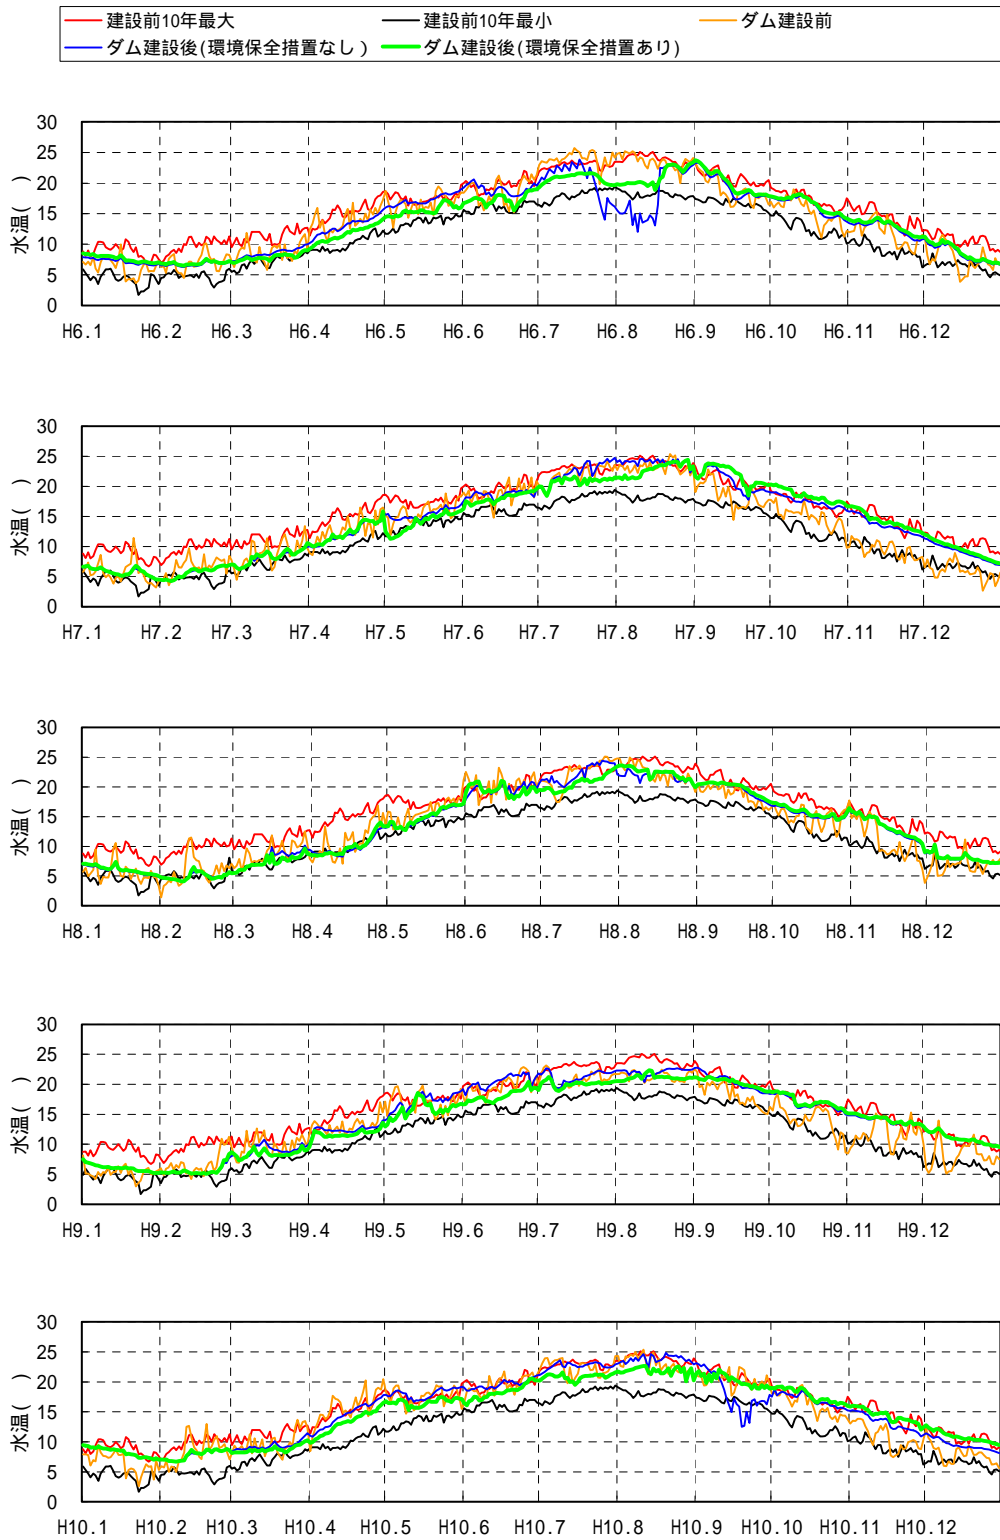 建設前10年最大 建設前10年最小 ダム建設前
ダム建設後(環境保全措置なし) ダム建設後(環境保全措置あり)
水温( )
30
25
20
15
10
5
0
H6.1 H6.2 H6.3 H6.4 H6.5 H6.6 H6.7 H6.8 H6.9 H6.10 H6.11 H6.12
水温( )
30
25
20
15
10
5
0
H7.1 H7.2 H7.3 H7.4 H7.5 H7.6 H7.7 H7.8 H7.9 H7.10 H7.11 H7.12
水温( )
30
25
20
15
10
5
0
H8.1 H8.2 H8.3 H8.4 H8.5 H8.6 H8.7 H8.8 H8.9 H8.10 H8.11 H8.12
水温( )
30
25
20
15
10
5
0
H9.1 H9.2 H9.3 H9.4 H9.5 H9.6 H9.7 H9.8 H9.9 H9.10 H9.11 H9.12
水温( )
30
25
20
15
10
5
0
H10.1 H10.2 H10.3 H10.4 H10.5 H10.6 H10.7 H10.8 H10.9 H10.10 H10.11 H10.12